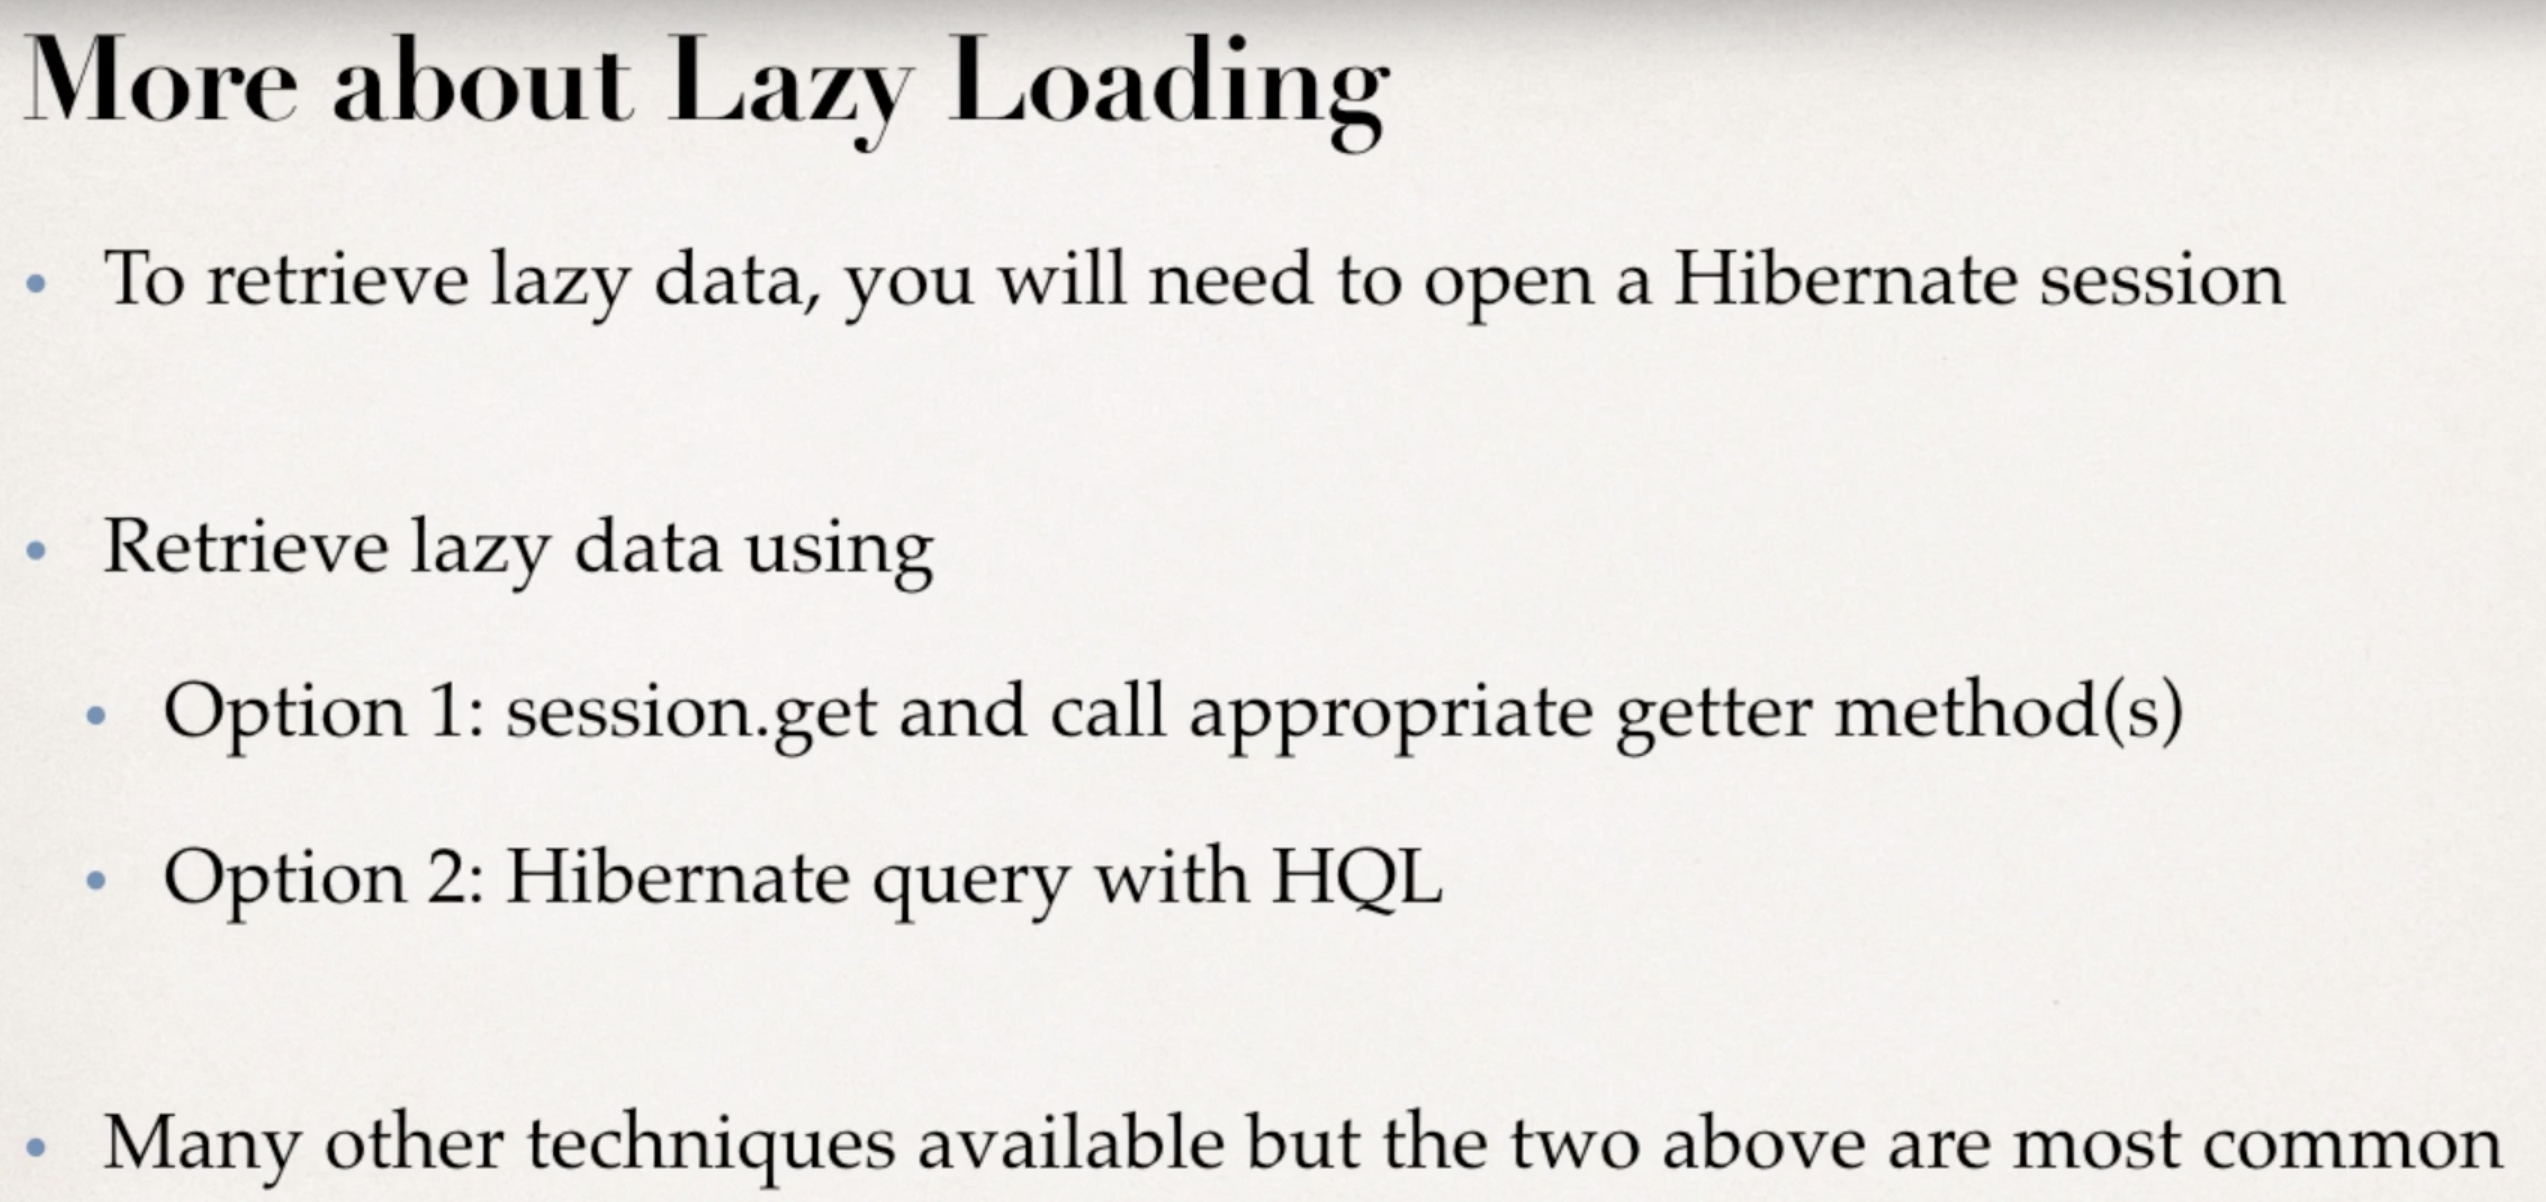 More about Lazy Loading
• To retrieve lazy data, you will need to open a Hibernate session
• Retrieve lazy data using
• Option 1: session.get and call appropriate getter method(s)
• Option 2: Hibernate query with HQL
• Many other techniques available but the two above are most common